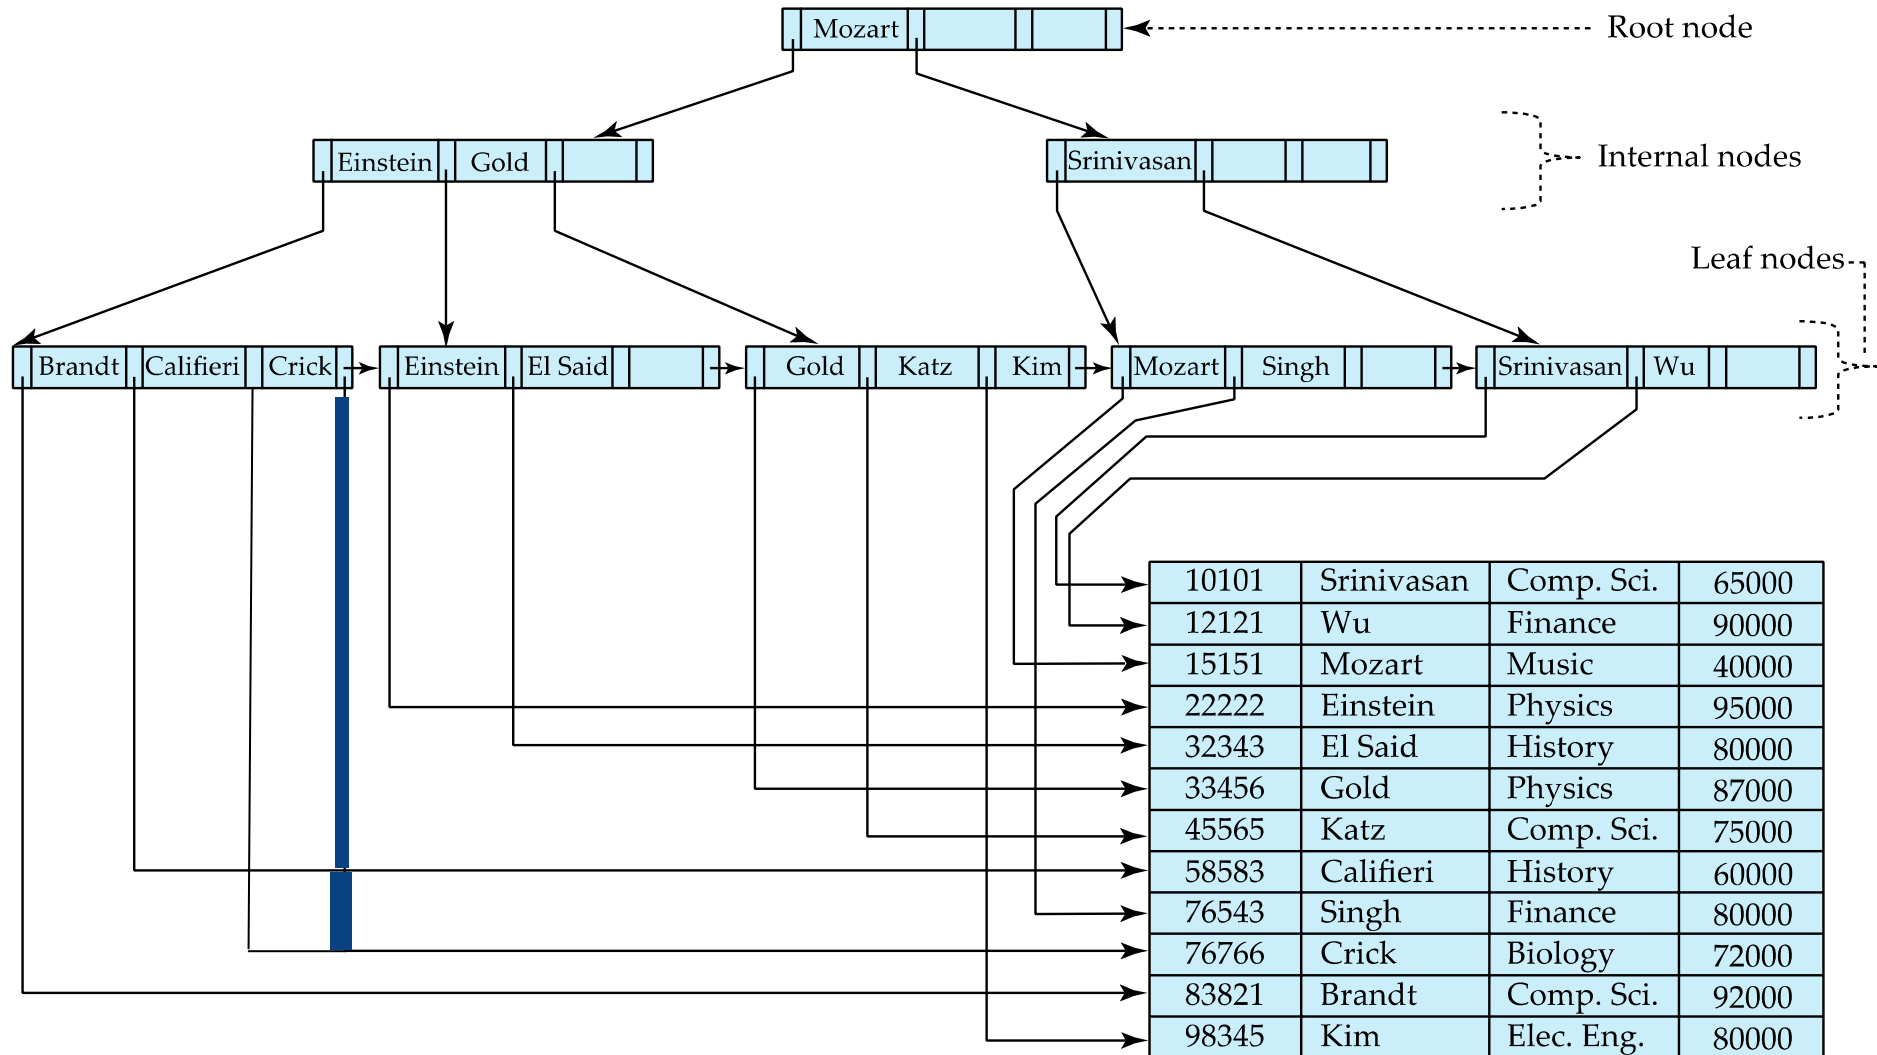 Mozart
Root node
Einstein Gold
Srinivasan
Internal nodes
Leaf nodes
Brandt Califieri Crick
Einstein El Said
Gold Katz Kim
Mozart Singh
Srinivasan Wu
10101 Srinivasan Comp. Sci. 65000
12121 Wu Finance 90000
15151 Mozart Music 40000
22222 Einstein Physics 95000
32343 El Said History 80000
33456 Gold Physics 87000
45565 Katz Comp. Sci. 75000
58583 Califieri History 60000
76543 Singh Finance 80000
76766 Crick Biology 72000
83821 Brandt Comp. Sci. 92000
98345 Kim Elec. Eng. 80000